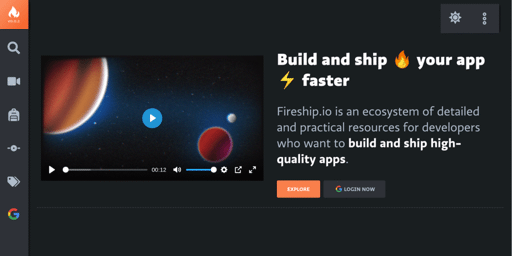 Build and ship 🔥 your app
⚡ faster
Fireship.io is an ecosystem of detailed
and practical resources for developers
who want to build and ship high-
quality apps.
00:12
EXPLORE
LOGIN NOW